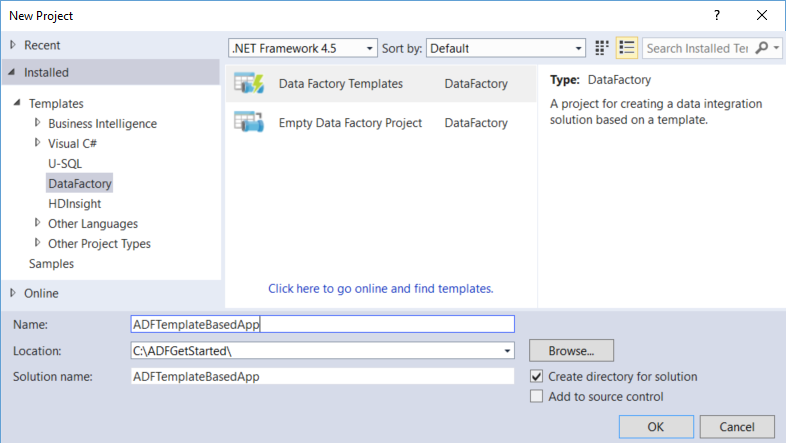 New Project
?
Recent
.NET Framework 4.5
Sort by: Default
Installed
Templates
Business Intelligence
Visual C#
U-SQL
DataFactory
HDInsight
Other Languages
Other Project Types
Samples
Online
Data Factory Templates DataFactory
Empty Data Factory Project DataFactory
Click here to go online and find templates.
Search Installed Ter
Type: DataFactory
A project for creating a data integration
solution based on a template.
Name: ADFTemplateBasedApp
Location: C:\ADFGetStarted\
Browse...
Solution name: ADFTemplateBasedApp
Create directory for solution
Add to source control
OK Cancel